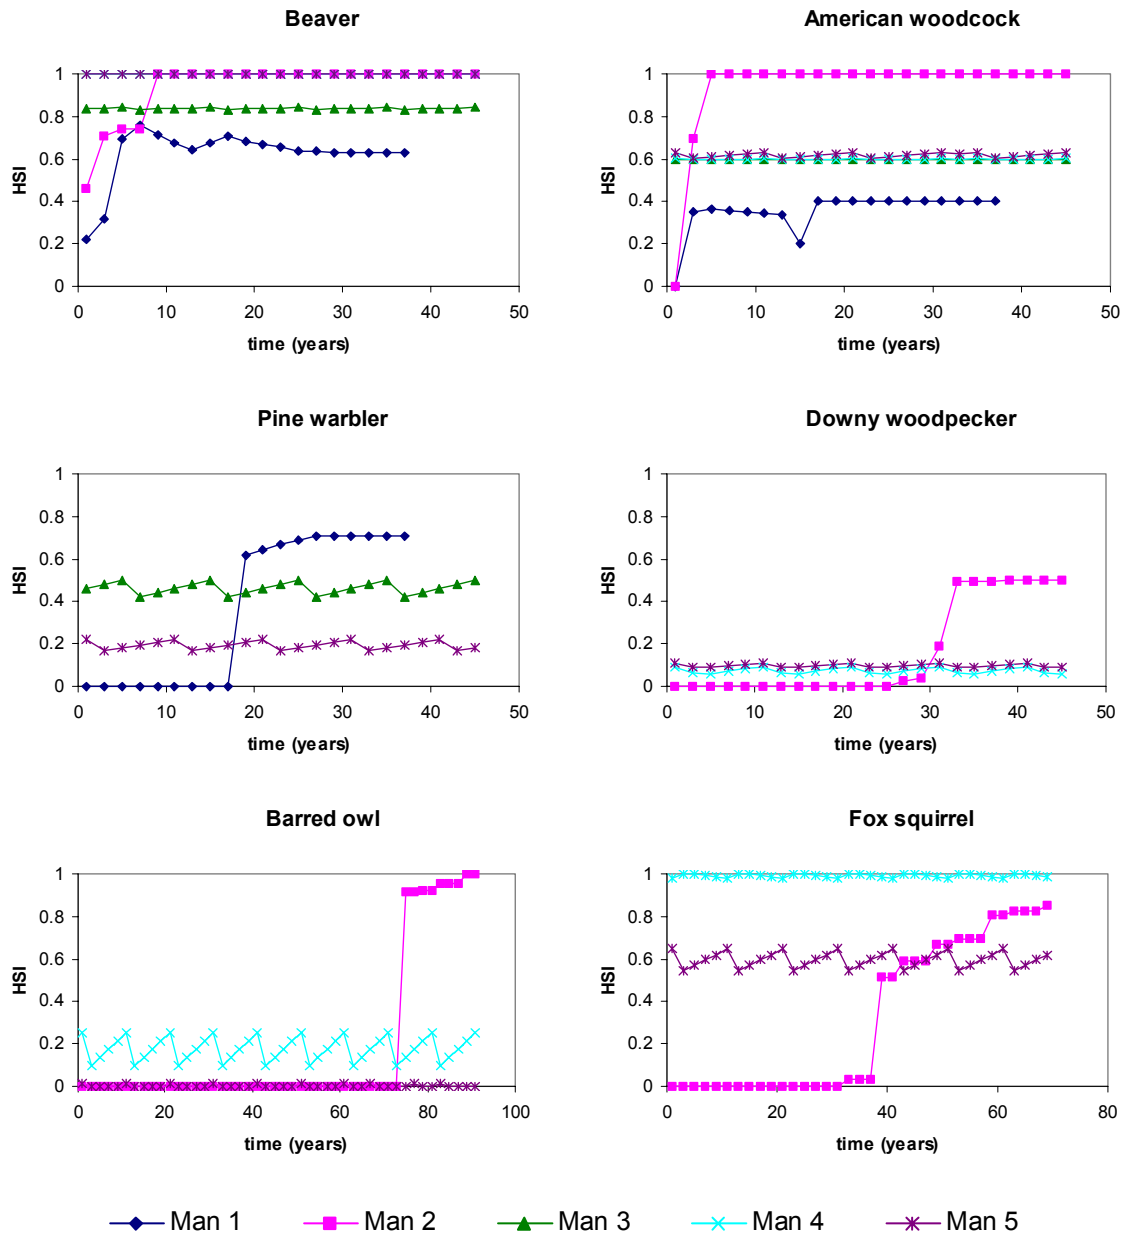 Beaver
American woodcock
1
0.8
0.6
0.4
0.2
0
HSI
0 10 20 30 40 50
time (years)
1
0.8
0.6
0.4
0.2
0
HSI
0 10 20 30 40 50
time (years)
Pine warbler
Downy woodpecker
1
0.8
0.6
0.4
0.2
0
HSI
0 10 20 30 40 50
time (years)
1
0.8
0.6
0.4
0.2
0
HSI
0 10 20 30 40 50
time (years)
Barred owl
Fox squirrel
1
0.8
0.6
0.4
0.2
0
HSI
0 20 40 60 80 100
time (years)
1
0.8
0.6
0.4
0.2
0
HSI
0 20 40 60 80
time (years)
Man 1 Man 2 Man 3 Man 4 Man 5